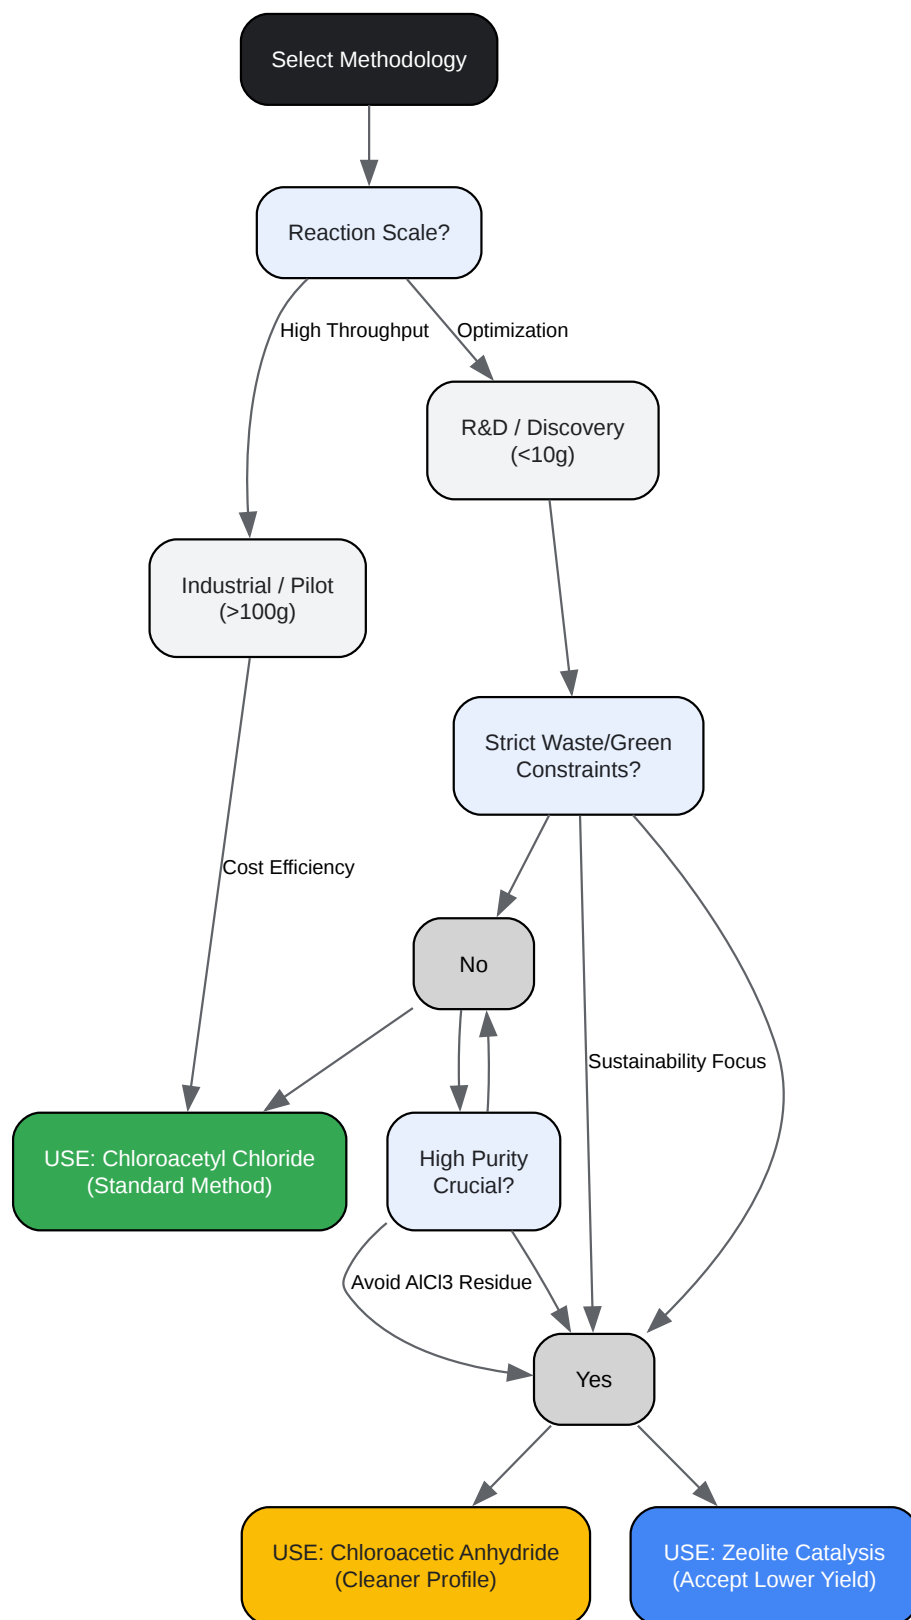 Select Methodology
Reaction Scale?
High Throughput
Optimization
R&D / Discovery
(<10g)
Industrial / Pilot
(>100g)
Strict Waste/Green
Constraints?
Cost Efficiency
No
Sustainability Focus
USE: Chloroacetyl Chloride
(Standard Method)
High Purity
Crucial?
Avoid AlCl3 Residue
Yes
USE: Chloroacetic Anhydride
(Cleaner Profile)
USE: Zeolite Catalysis
(Accept Lower Yield)